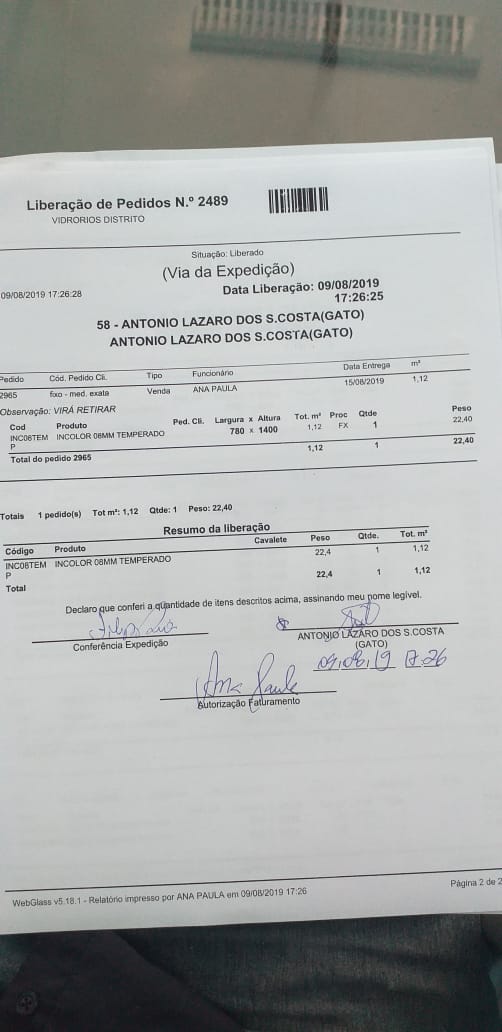 Liberação de Pedidos N.º 2489
VIDRORIOS DISTRITO
Situação: Liberado
(Via da Expedição)
09/08/2019 17:26:28
Data Liberação: 09/08/2019
17:26:25
58 - ANTONIO LAZARO DOS S.COSTA(GATO)
ANTONIO LAZARO DOS S.COSTA(GATO)
Pedido Cód. Pedido Cli. Tipo Funcionário Data Entrega m²
2965 fixo - med. exata Venda ANA PAULA 15/08/2019 1,12
Observação: VIRÁ RETIRAR
Cod Produto Ped. Cli. Largura x Altura Tot. m² Proc Qtde Peso
INC08TEM INCOLOR 08MM TEMPERADO 780 x 1400 1,12 FX 1 22,40
P
Total do pedido 2965 1,12 1 22,40
Totais 1 pedido(s) Tot m²: 1,12 Qtde: 1 Peso: 22,40
Resumo da liberação
Código Produto Cavalete Peso Qtde. Tot. m²
INC08TEM INCOLOR 08MM TEMPERADO 22,4 1 1,12
P
Total 22,4 1 1,12
Declaro que conferi a quantidade de itens descritos acima, assinando meu nome legível.
Conferência Expedição
ANTONIO LAZARO DOS S.COSTA
(GATO)
09,08,19 17:26
Ana Paula
Autorização Faturamento
WebGlass v5.18.1 - Relatório impresso por ANA PAULA em 09/08/2019 17:26
Página 2 de 2